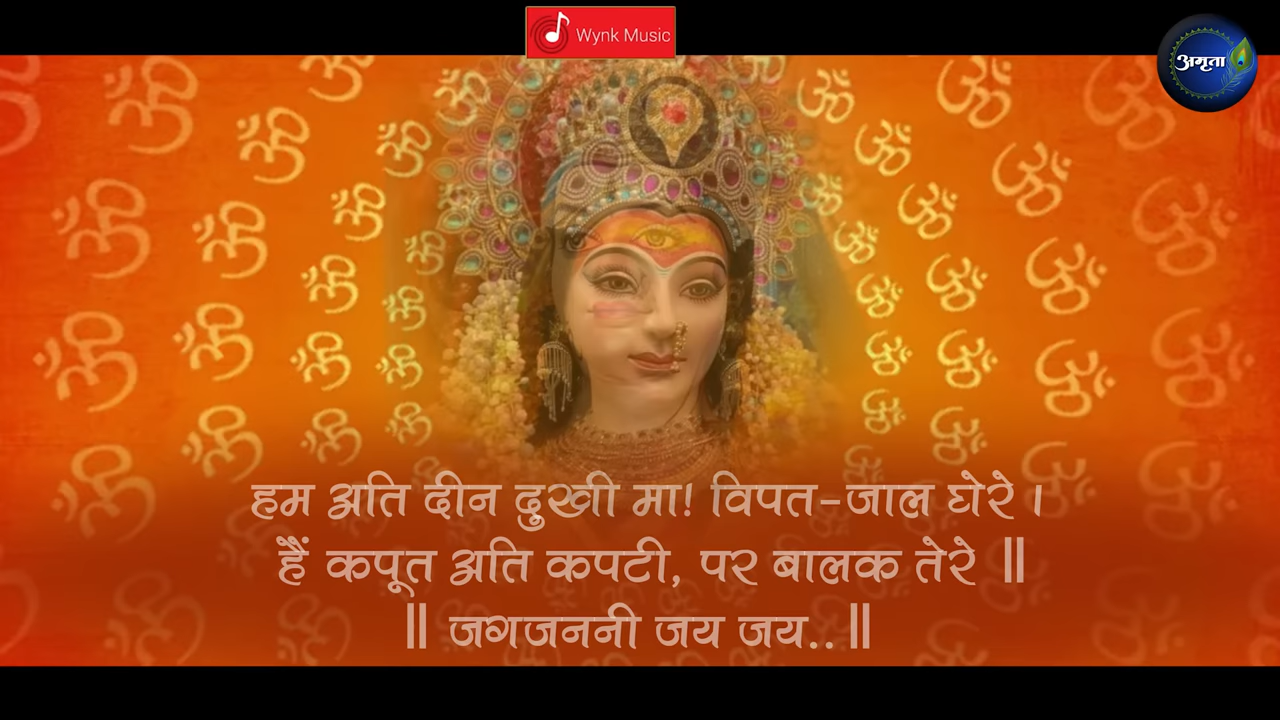 Wynk Music
अमृता
हम अति दीन दुखी मा! विपत-जाल घेरे।
हैं कपूत अति कपटी, पर बालक तेरे ॥
॥ जगजननी जय जय.. ॥